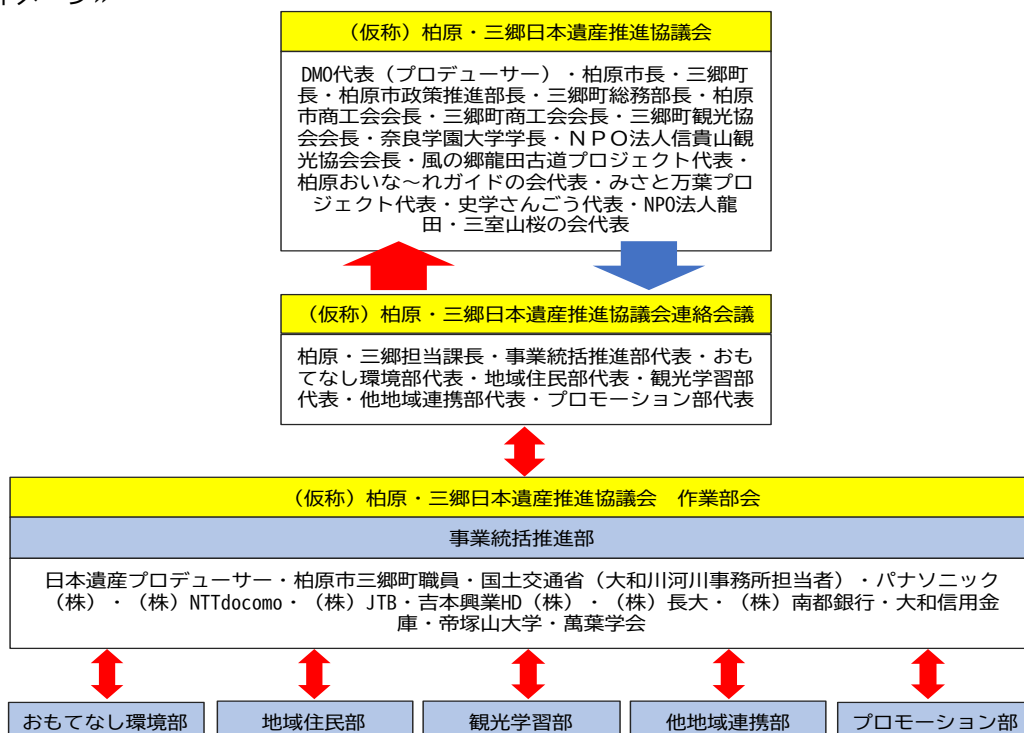 イメージ》
（仮称）柏原・三郷日本遺産推進協議会
DMO代表（プロデューサー）・柏原市長・三郷町
長・柏原市政策推進部長・三郷町総務部長・柏原
市商工会会長・三郷町商工会会長・三郷町観光協
会会長・奈良学園大学学長・ＮＰＯ法人信貴山観
光協会会長・風の郷龍田古道プロジェクト代表・
柏原おいな～れガイドの会代表・みさと万葉プロ
ジェクト代表・史学さんごう代表・NPO法人龍
田・三室山桜の会代表
（仮称）柏原・三郷日本遺産推進協議会連絡会議
柏原・三郷担当課長・事業統括推進部代表・おも
てなし環境部代表・地域住民部代表・観光学習部
代表・他地域連携部代表・プロモーション部代表
（仮称）柏原・三郷日本遺産推進協議会　作業部会
事業統括推進部
日本遺産プロデューサー・柏原市三郷町職員・国土交通省（大和川河川事務所担当者）・パナソニック
（株）・（株）NTTdocomo・（株）JTB・吉本興業HD（株）・（株）長大・（株）南都銀行・大和信用金
庫・帝塚山大学・萬葉学会
おもてなし環境部
地域住民部
観光学習部
他地域連携部
プロモーション部